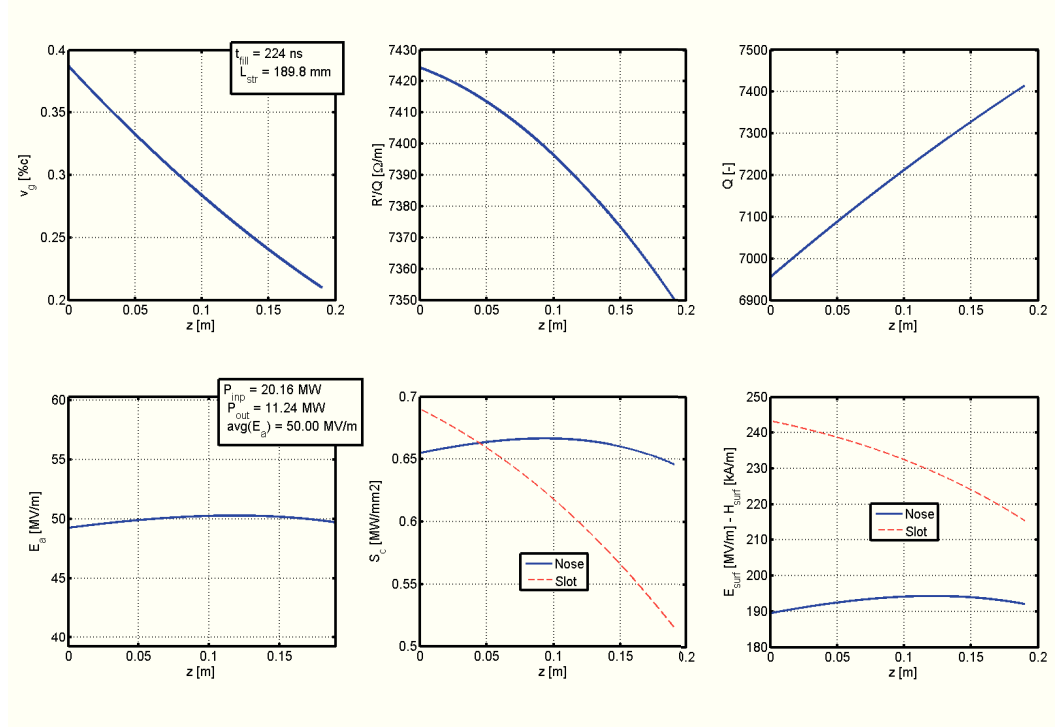 t_fill = 224 ns
L_str = 189.8 mm
0.4
0.35
0.3
0.25
0.2
v_g [%c]
0 0.05 0.1 0.15 0.2
z [m]
7430
7420
7410
7400
7390
7380
7370
7360
7350
R'/Q [Ω/m]
0 0.05 0.1 0.15 0.2
z [m]
7500
7400
7300
7200
7100
7000
6900
Q [-]
0 0.05 0.1 0.15 0.2
z [m]
P_inp = 20.16 MW
P_out = 11.24 MW
avg(E_a) = 50.00 MV/m
60
55
50
45
40
E_a [MV/m]
0 0.05 0.1 0.15
z [m]
0.7
0.65
0.6
0.55
0.5
S_c [MW/mm2]
Nose
Slot
0 0.05 0.1 0.15 0.2
z [m]
250
240
230
220
210
200
190
180
E_surf [MV/m] - H_surf [kA/m]
Nose
Slot
0 0.05 0.1 0.15 0.2
z [m]